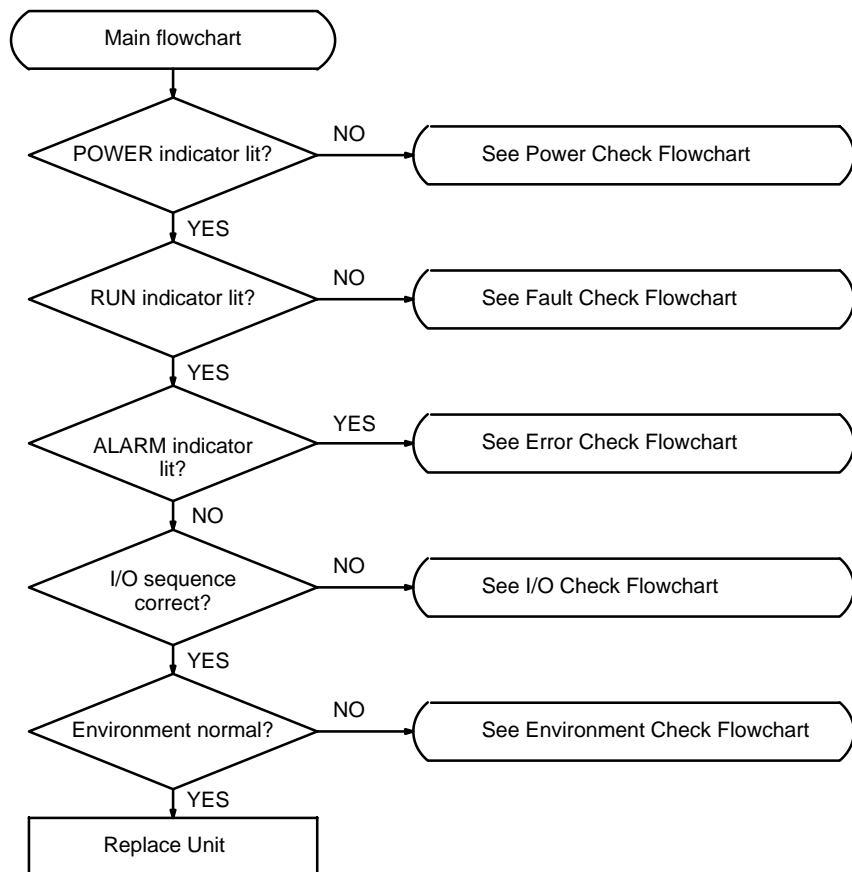 Main flowchart
POWER indicator lit?
NO
See Power Check Flowchart
YES
RUN indicator lit?
NO
See Fault Check Flowchart
YES
ALARM indicator
lit?
YES
See Error Check Flowchart
NO
I/O sequence
correct?
NO
See I/O Check Flowchart
YES
Environment normal?
NO
See Environment Check Flowchart
YES
Replace Unit